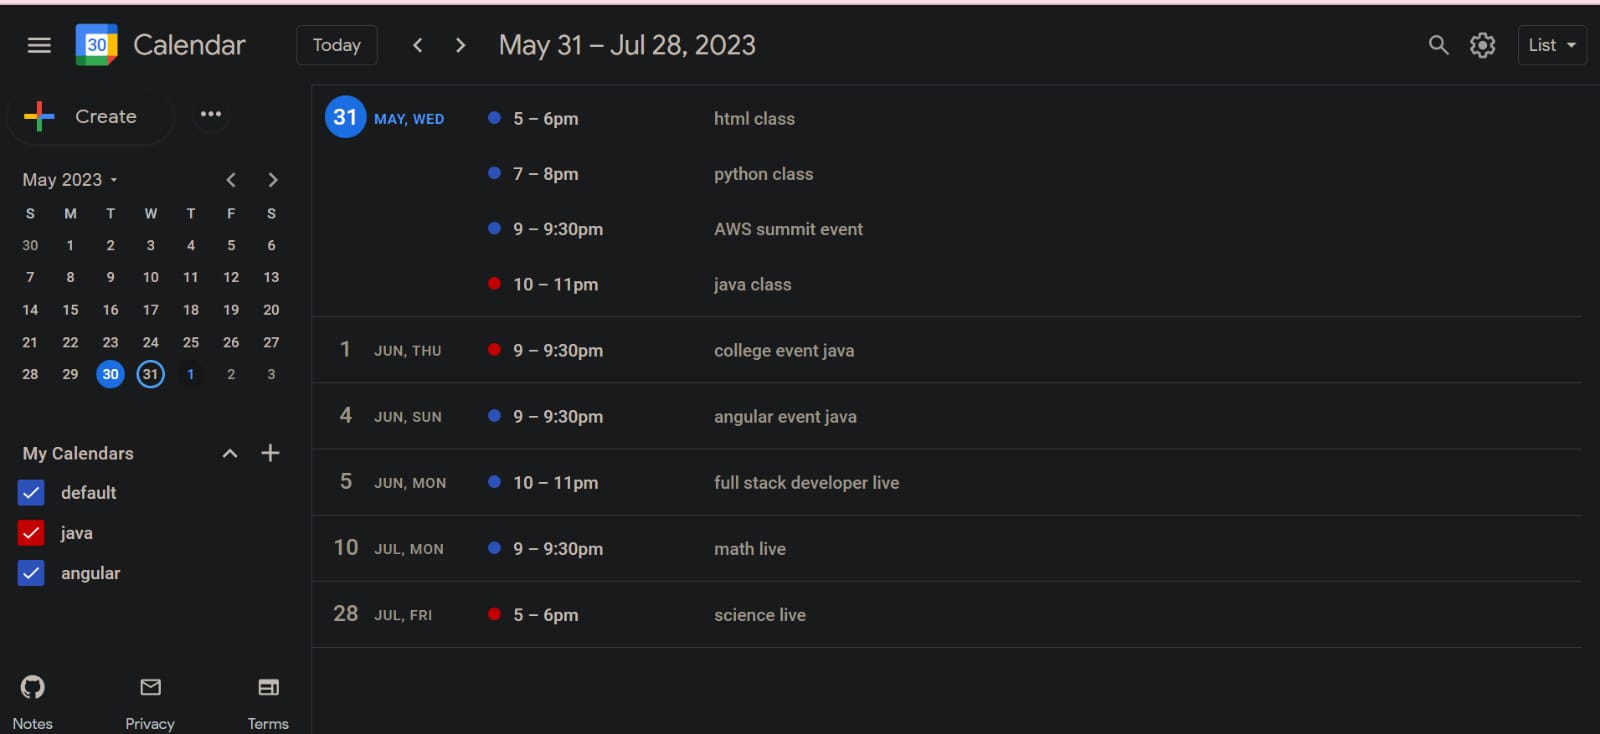 30 Calendar Today May 31 – Jul 28, 2023 List
Create
May 2023
S M T W T F S
30 1 2 3 4 5 6
7 8 9 10 11 12 13
14 15 16 17 18 19 20
21 22 23 24 25 26 27
28 29 30 31 1 2 3
My Calendars
default
java
angular
Notes Privacy Terms
31 MAY, WED 5 – 6pm html class
7 – 8pm python class
9 – 9:30pm AWS summit event
10 – 11pm java class
1 JUN, THU 9 – 9:30pm college event java
4 JUN, SUN 9 – 9:30pm angular event java
5 JUN, MON 10 – 11pm full stack developer live
10 JUL, MON 9 – 9:30pm math live
28 JUL, FRI 5 – 6pm science live